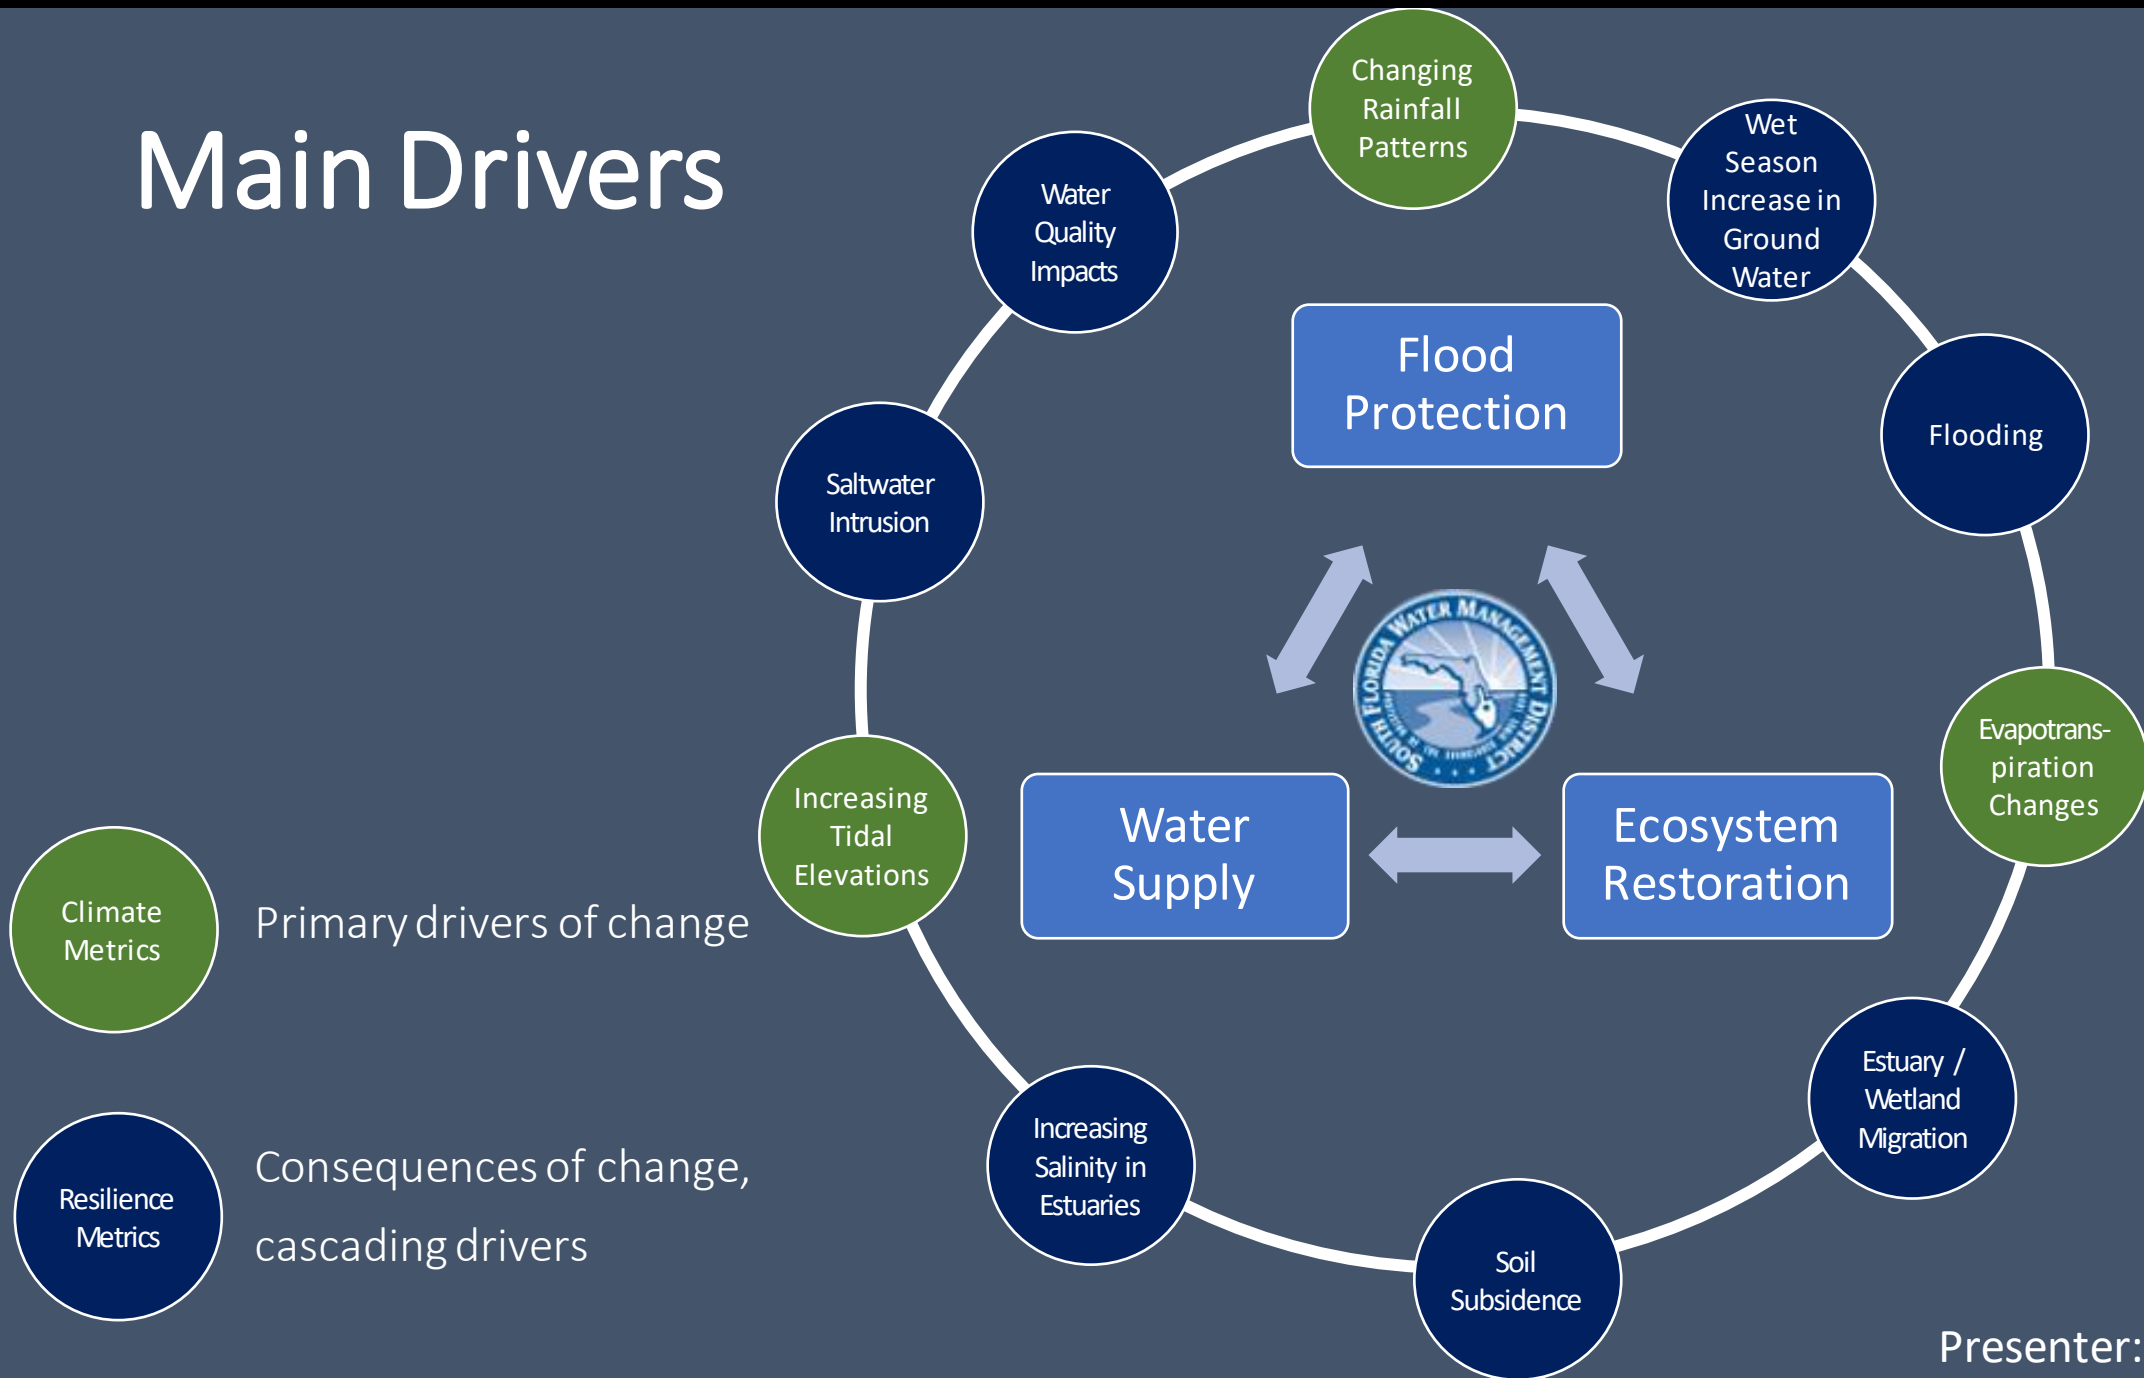 Main Drivers
Changing
Rainfall
Patterns
Wet
Season
Increase in
Ground
Water
Flooding
Evapotrans-
piration
Changes
Estuary /
Wetland
Migration
Soil
Subsidence
Increasing
Salinity in
Estuaries
Increasing
Tidal
Elevations
Saltwater
Intrusion
Water
Quality
Impacts
Flood
Protection
Water
Supply
Ecosystem
Restoration
SOUTH FLORIDA WATER MANAGEMENT DISTRICT
Climate
Metrics
Primary drivers of change
Resilience
Metrics
Consequences of change,
cascading drivers
Presenter: